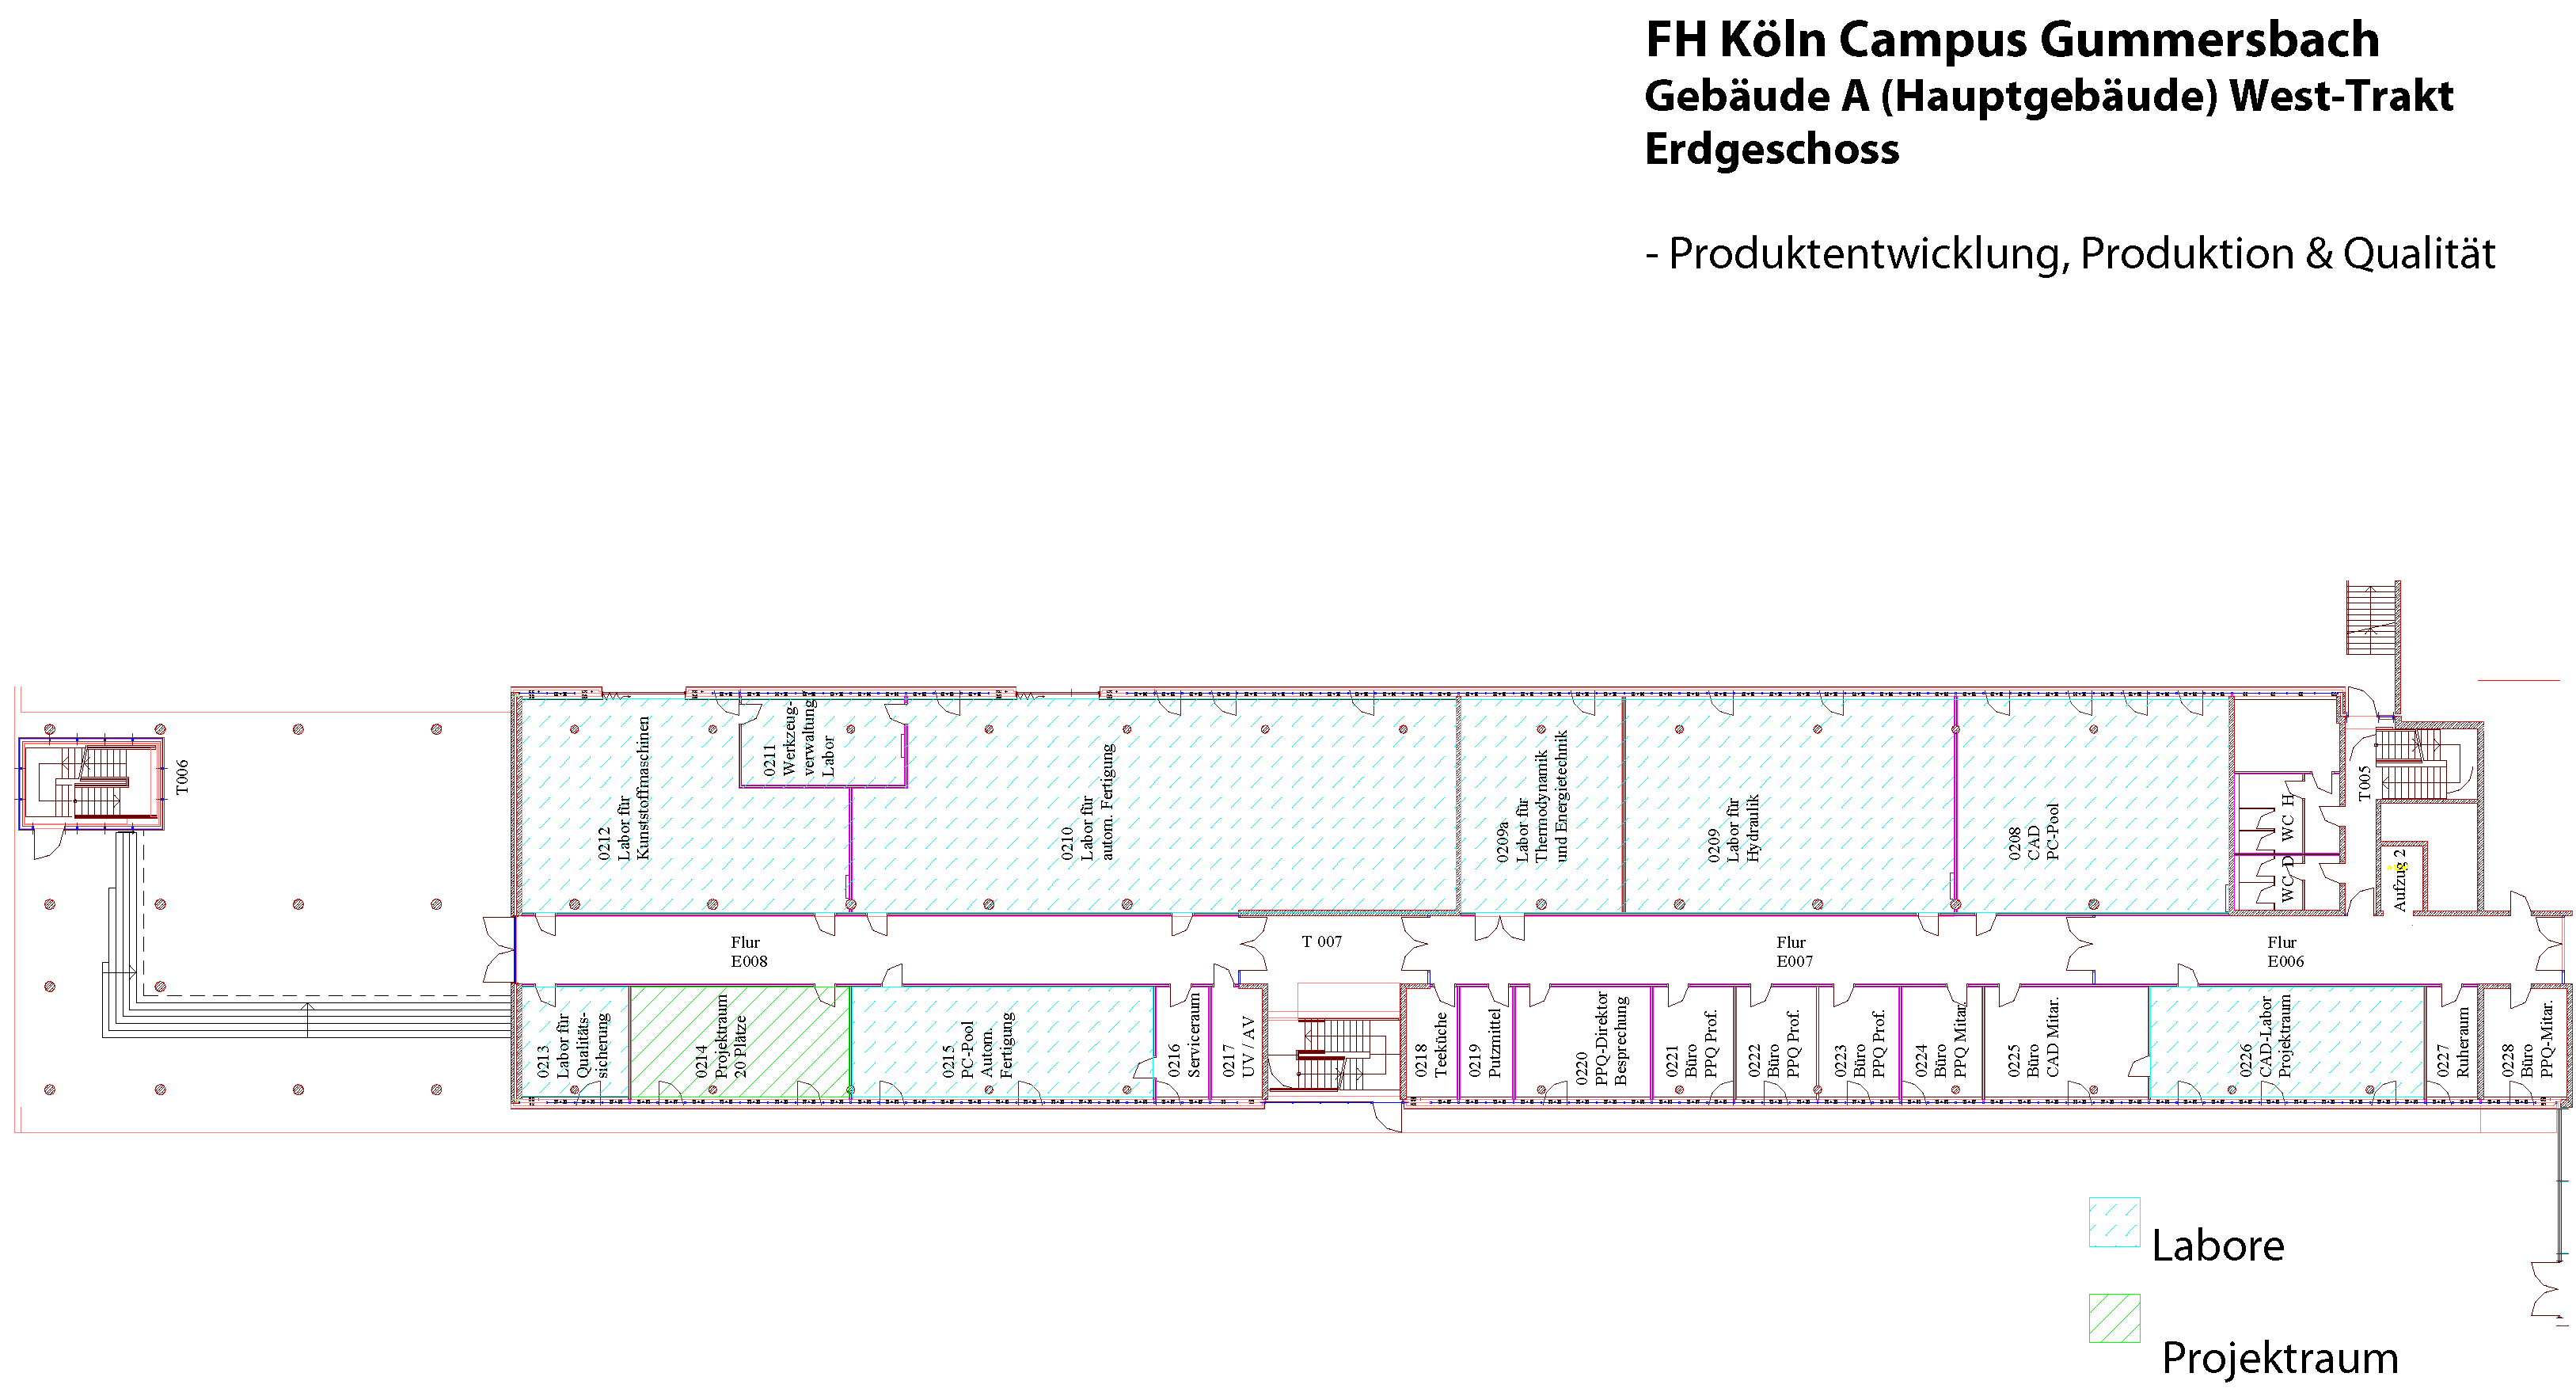 FH Köln Campus Gummersbach
Gebäude A (Hauptgebäude) West-Trakt
Erdgeschoss
- Produktentwicklung, Produktion & Qualität
T006
0212
Labor für
Kunststoffmaschinen
0211
Werkzeug-
verwaltung
Labor
0210
Labor für
autom. Fertigung
0209a
Labor für
Thermodynamik
und Energietechnik
0209
Labor für
Hydraulik
0208
CAD
PC-Pool
WC H
WC D
T005
Aufzug 2
Flur
E008
T 007
Flur
E007
Flur
E006
0213
Labor für
Qualitäts-
sicherung
0214
Projektraum
20 Plätze
0215
PC-Pool
Autom.
Fertigung
0216
Serviceraum
0217
UV / AV
0218
Teeküche
0219
Putzmittel
0220
PPQ-Direktor
Besprechung
0221
Büro
PPQ Prof.
0222
Büro
PPQ Prof.
0223
Büro
PPQ Prof.
0224
Büro
PPQ Mitar.
0225
Büro
CAD Mitar.
0226
CAD-Labor
Projektraum
0227
Ruheraum
0228
Büro
PPQ-Mitar.
Labore
Projektraum